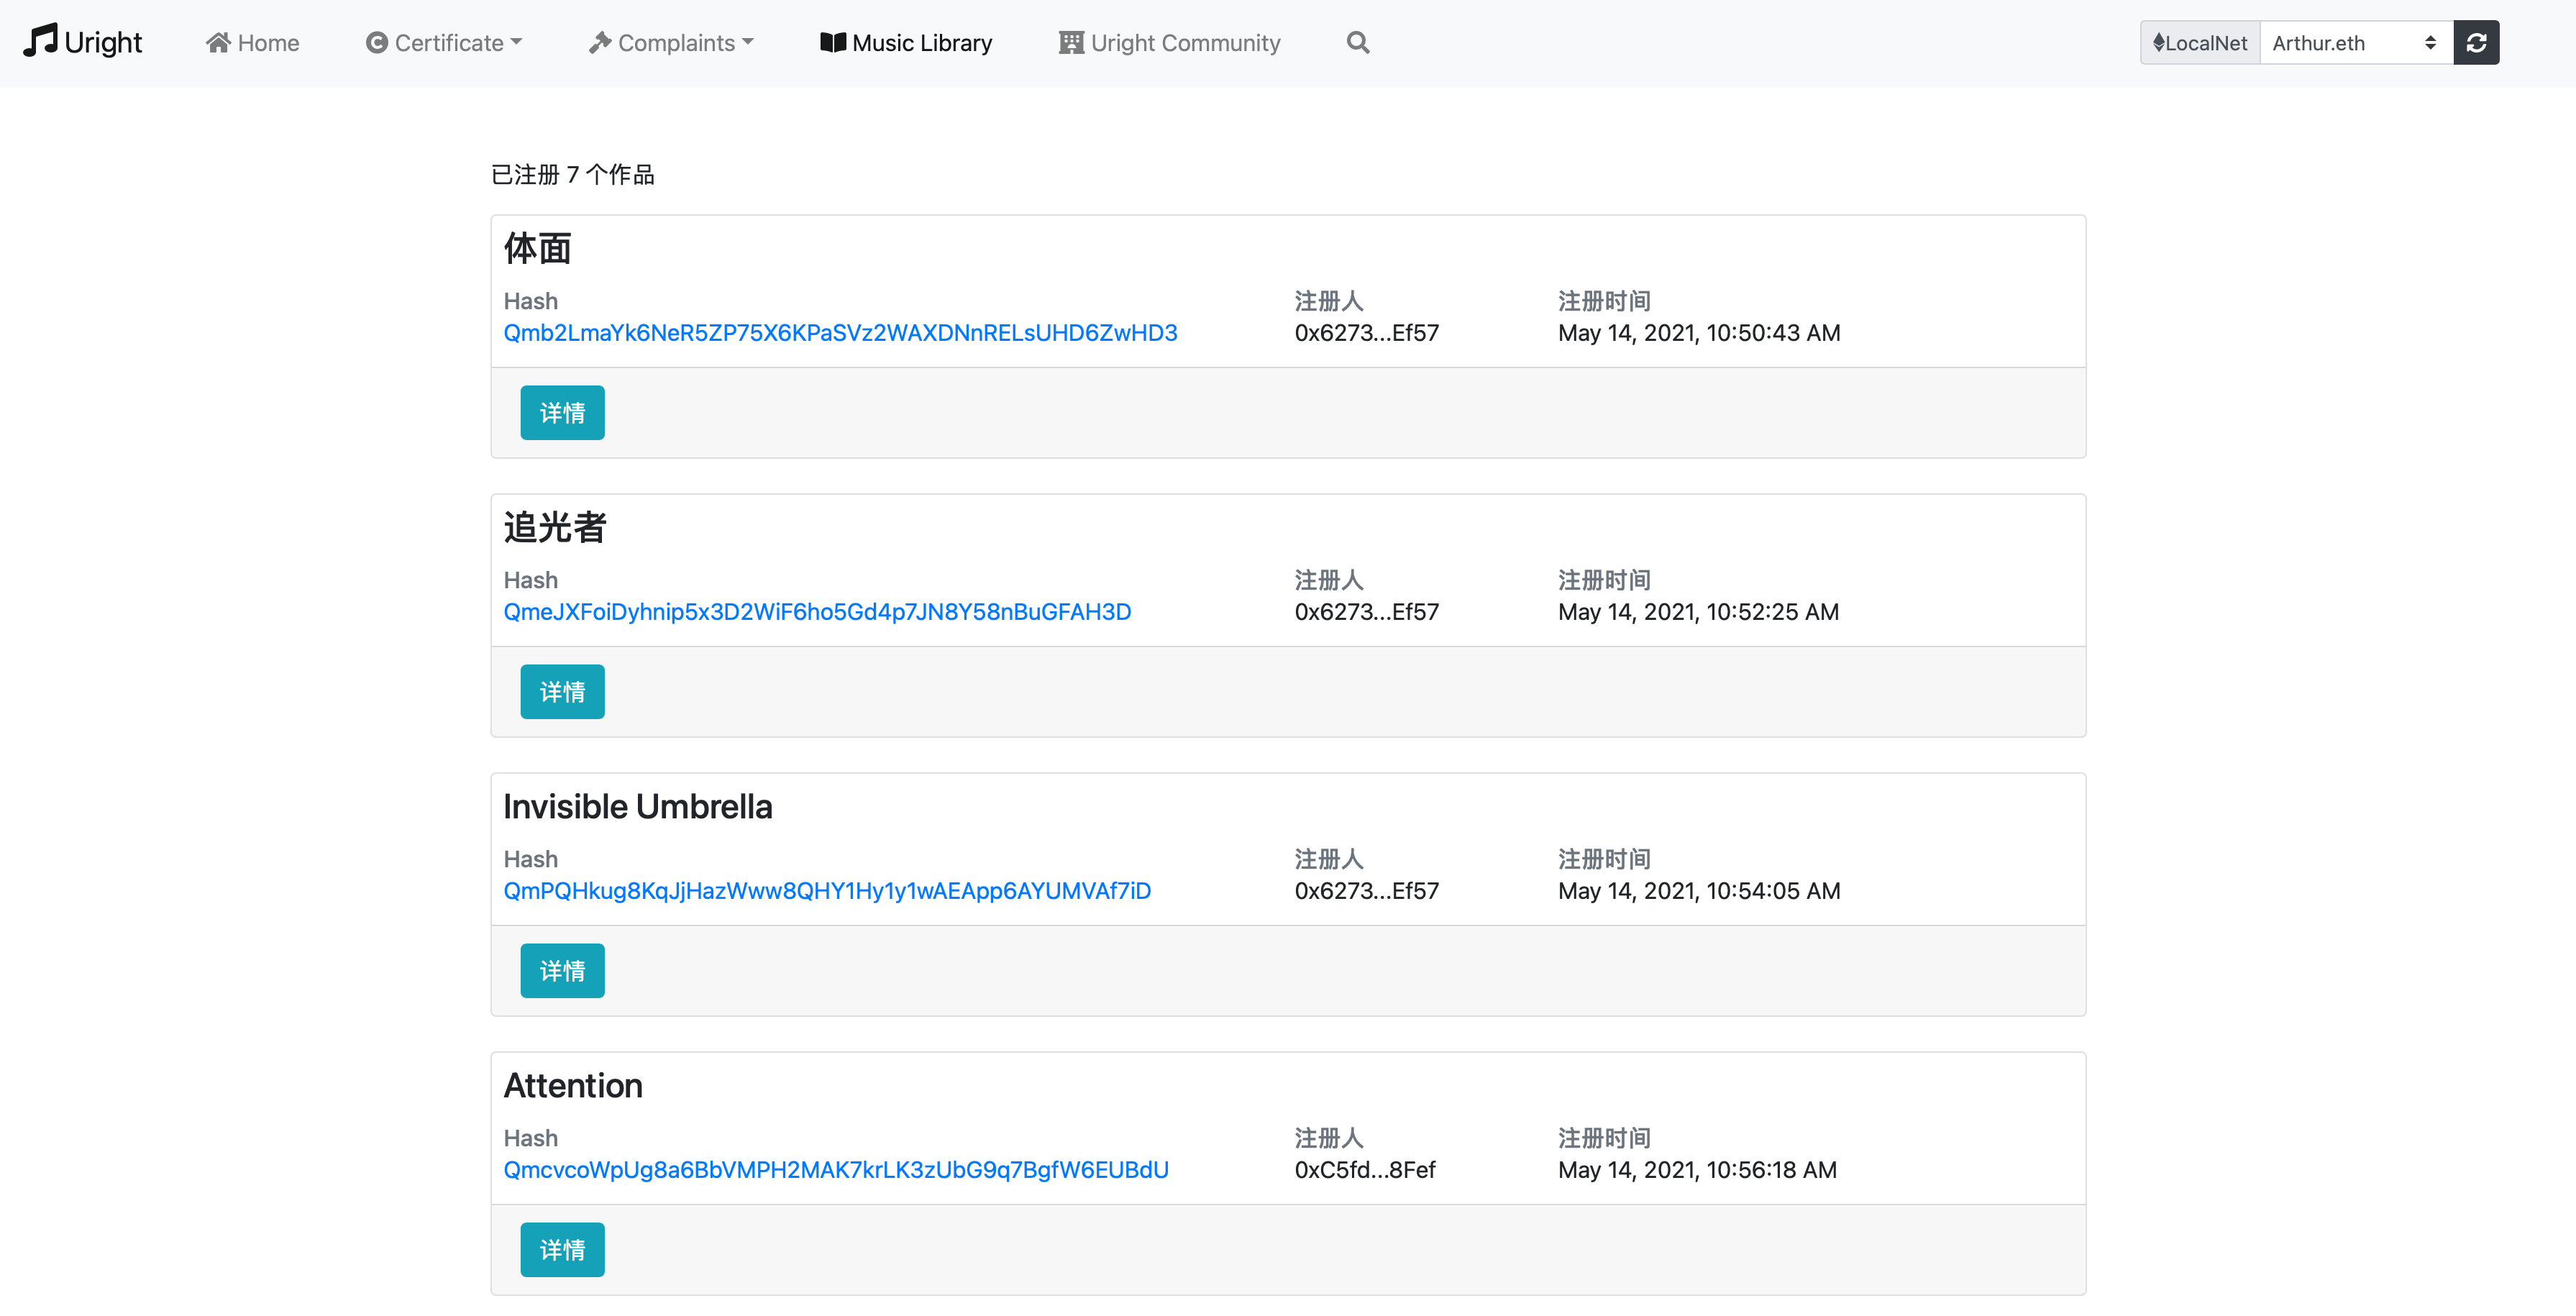 Uright Home Certificate Complaints Music Library Uright Community LocalNet Arthur.eth
已注册 7 个作品
体面
Hash 注册人 注册时间
Qmb2LmaYk6NeR5ZP75X6KPaSVz2WAXDNnRELsUHD6ZwHD3 0x6273...Ef57 May 14, 2021, 10:50:43 AM
详情
追光者
Hash 注册人 注册时间
QmeJXFoiDyhnip5x3D2WiF6ho5Gd4p7JN8Y58nBuGFAH3D 0x6273...Ef57 May 14, 2021, 10:52:25 AM
详情
Invisible Umbrella
Hash 注册人 注册时间
QmPQHkug8KqJjHazWww8QHY1Hy1y1wAEApp6AYUMVAf7iD 0x6273...Ef57 May 14, 2021, 10:54:05 AM
详情
Attention
Hash 注册人 注册时间
QmcvcoWpUg8a6BbVMPH2MAK7krLK3zUbG9q7BgfW6EUBdU 0xC5fd...8Fef May 14, 2021, 10:56:18 AM
详情